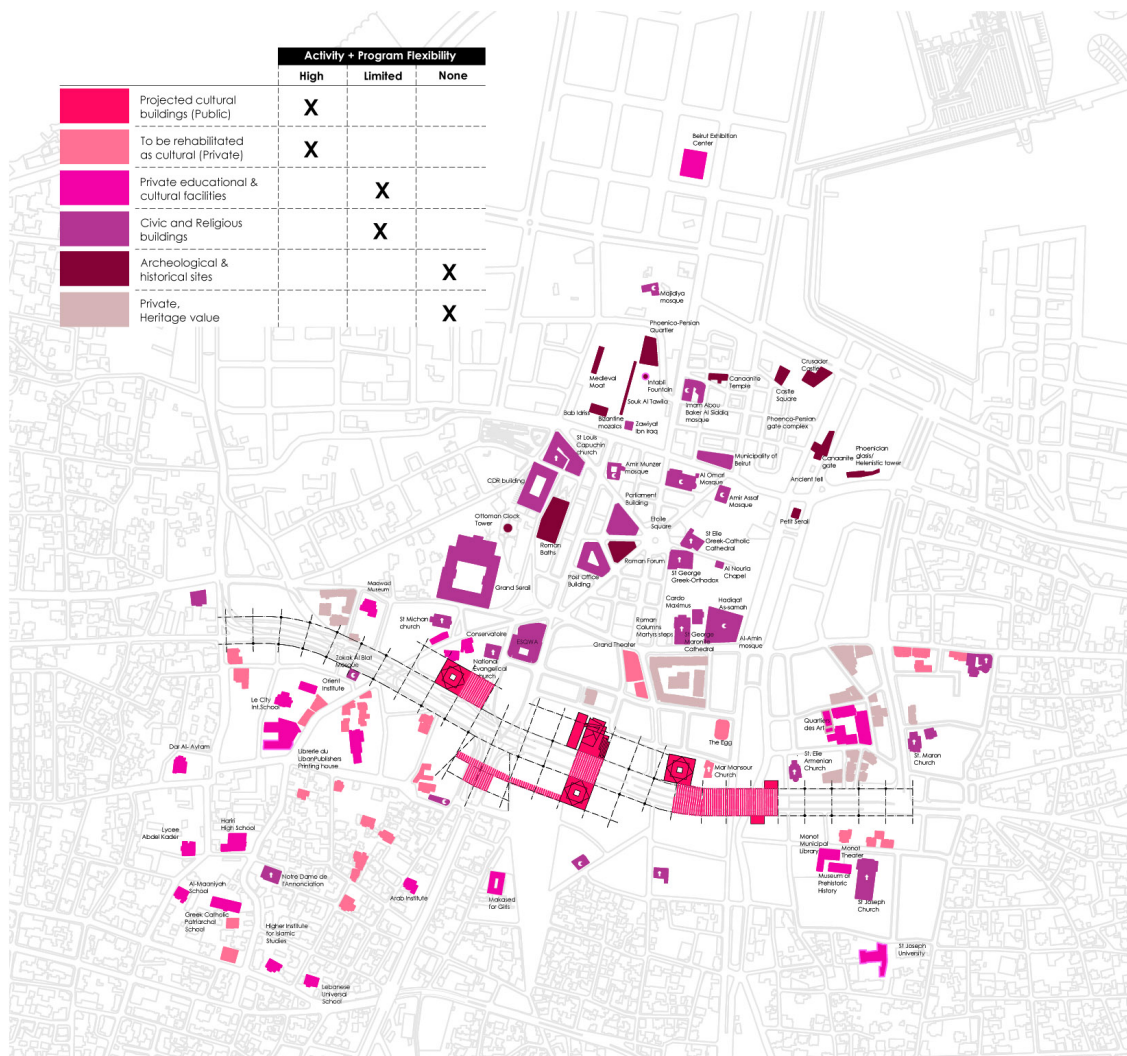 Activity + Program Flexibility
High Limited None
Projected cultural
buildings (Public)
X
To be rehabilitated
as cultural (Private)
X
Private educational &
cultural facilities
X
Civic and Religious
buildings
X
Archeological &
historical sites
X
Private,
Heritage value
X
Beirut Exhibition
Center
Majidiya
mosque
Phoenico-Persian
Quartier
Medieval
Moat
Intabli
Fountain
Souk Al Tawila
Canaanite
Temple
Castle
Square
Crusader
Castle
Bab Idriss
Bizantine
mozaics
Zawiyat
Ibn Iraq
Imam Abou
Baker Al Siddiq
mosque
Phoenco-Persian
gate complex
St Louis
Capuchin
church
Canaanite
gate
Phoenician
glasis/
Helenistic tower
Ancient tell
CDR building
Amir Munzer
mosque
Municipality of
Beirut
Al Omari
Mosque
Amir Assaf
Mosque
Parliament
Building
Ottoman Clock
Tower
Roman
Baths
Etoile
Square
Petit Serail
St Elie
Greek-Catholic
Cathedral
Grand Serail
Post Office
Building
Roman Forum
St George
Greek-Orthodox
Al Nouria
Chapel
Maawad
Museum
St Michan
church
Conservatoire
ESCWA
Cardo
Maximus
Hadiqat
As-samah
Roman
Columns
Martyrs steps
St George
Maronite
Cathedral
Al-Amin
mosque
Grand Theater
Zokak Al Blat
Mosque
Orient
Institute
National
Evangelical
church
Le City
Int.School
Quartier
des Art
Dar Al- Aytam
Librerie du
LibanPublishers
Printing house
The Egg
Mar Mansour
Church
St. Elie
Armenian
Church
St. Maron
Church
Lycee
Abdel Kader
Hariri
High School
Monot
Municipal
Library
Monot
Theater
Notre Dame de
l'Annonciation
Al-Maaniyah
School
Arab Institute
Makased
for Girls
Museum of
Prehistoric
History
St Joseph
Church
Greek Catholic
Patriarchal
School
Higher Institute
for Islamic
Studies
Lebanese
Universal
School
St Joseph
University